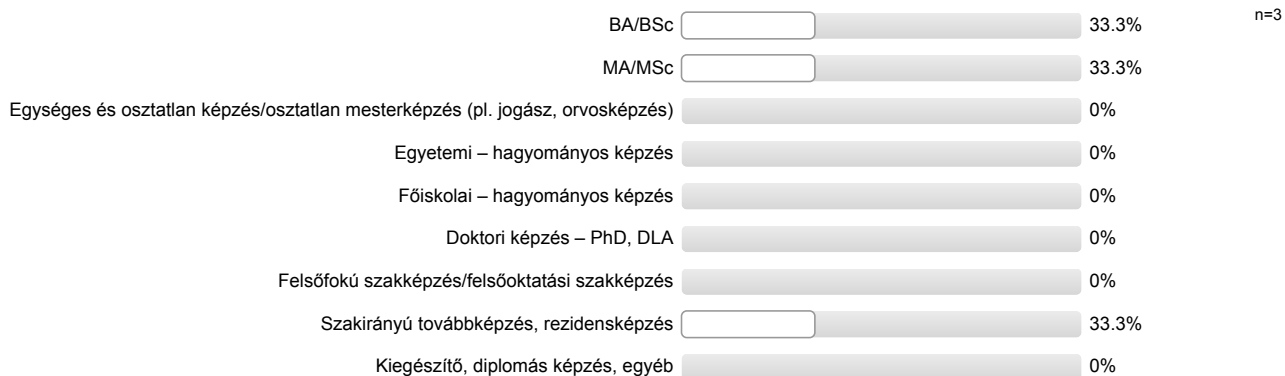 BA/BSc 33.3% n=3
MA/MSc 33.3%
Egységes és osztatlan képzés/osztatlan mesterképzés (pl. jogász, orvosképzés) 0%
Egyetemi – hagyományos képzés 0%
Főiskolai – hagyományos képzés 0%
Doktori képzés – PhD, DLA 0%
Felsőfokú szakképzés/felsőoktatási szakképzés 0%
Szakirányú továbbképzés, rezidensképzés 33.3%
Kiegészítő, diplomás képzés, egyéb 0%